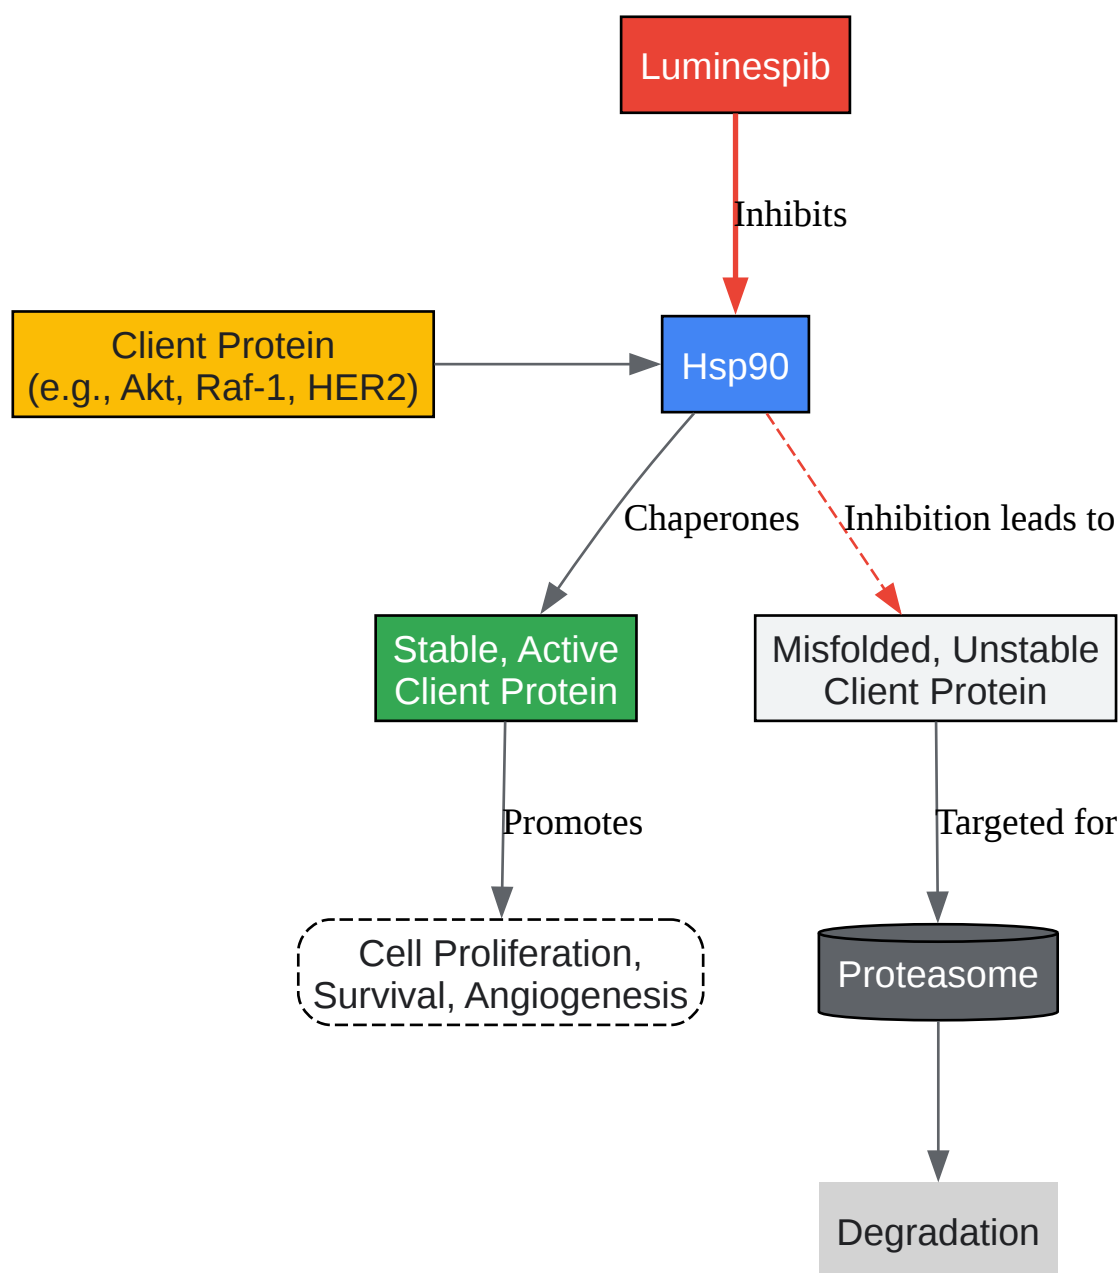 Luminespib
Inhibits
Client Protein
(e.g., Akt, Raf-1, HER2)
Hsp90
Chaperones
Inhibition leads to
Stable, Active
Client Protein
Misfolded, Unstable
Client Protein
Promotes
Targeted for
Cell Proliferation,
Survival, Angiogenesis
Proteasome
Degradation